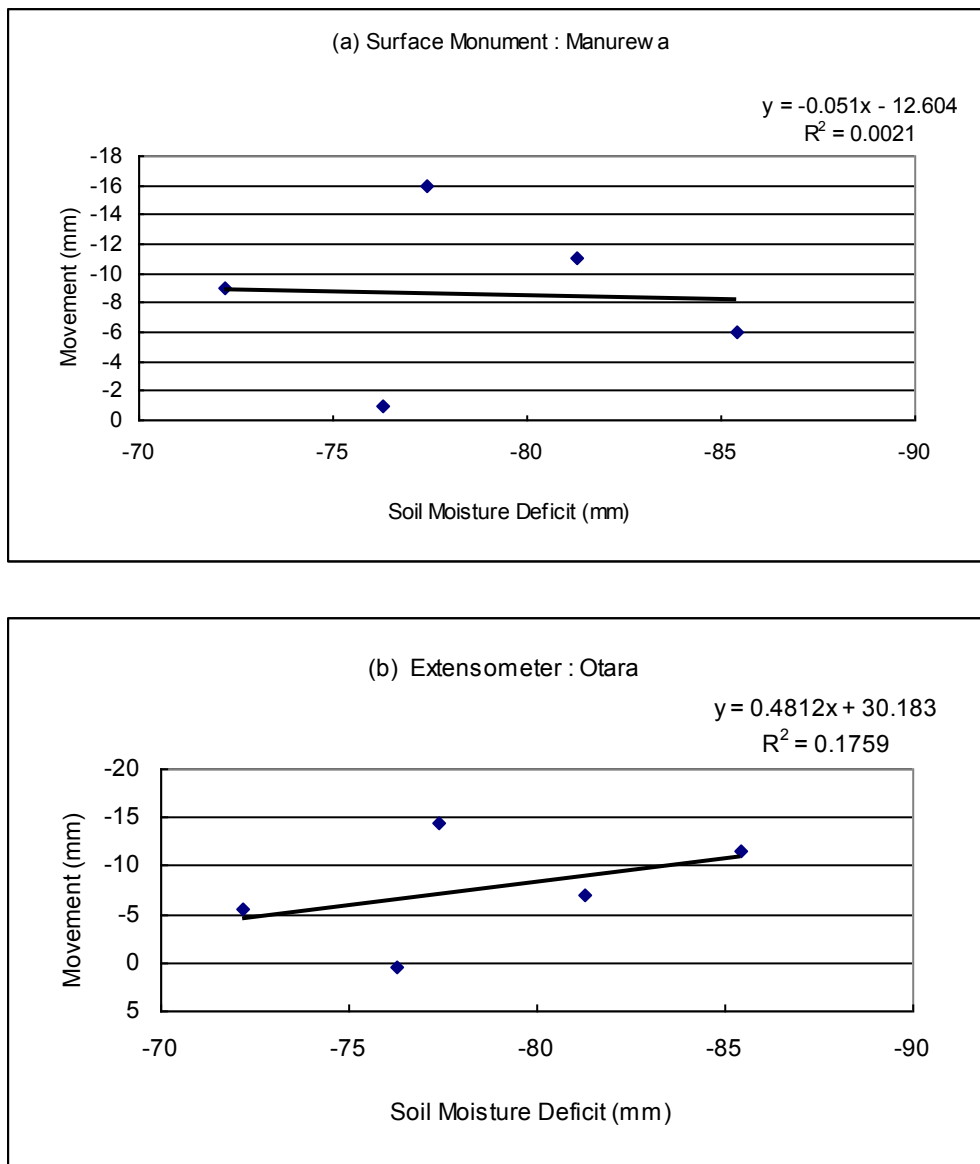 (a) Surface Monument : Manurewa
y = -0.051x - 12.604
R² = 0.0021
-18
-16
-14
-12
-10
-8
-6
-4
-2
0
Movement (mm)
-70 -75 -80 -85 -90
Soil Moisture Deficit (mm)
(b) Extensometer : Otara
y = 0.4812x + 30.183
R² = 0.1759
-20
-15
-10
-5
0
5
Movement (mm)
-70 -75 -80 -85 -90
Soil Moisture Deficit (mm)